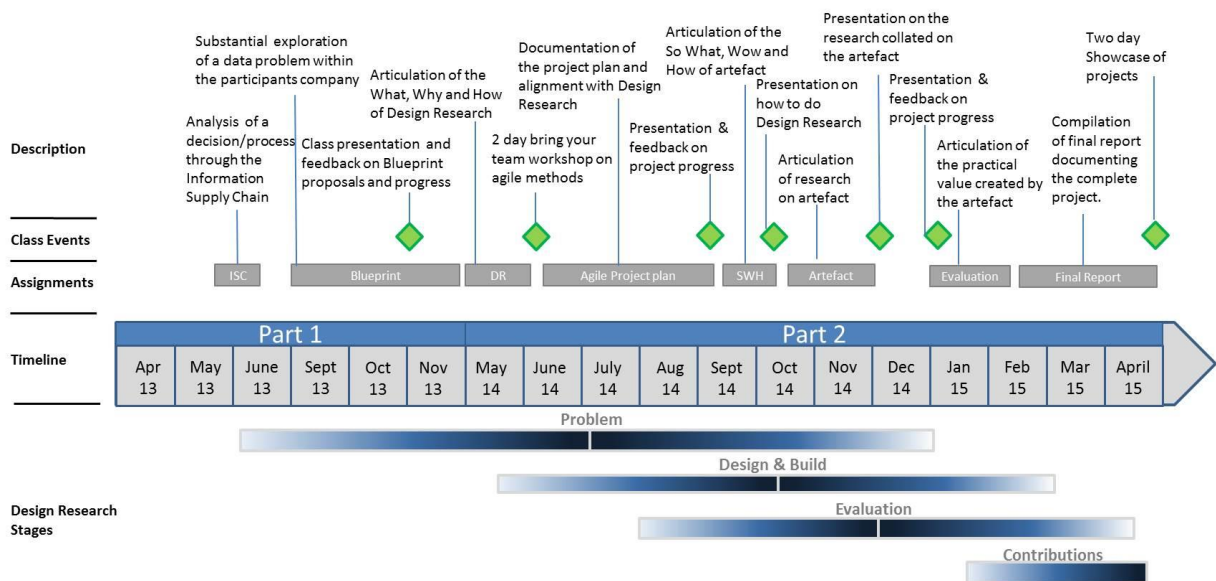 Description
Analysis of a
decision/process
through the
Information
Supply Chain
Substantial exploration
of a data problem within
the participants company
Class presentation and
feedback on Blueprint
proposals and progress
Articulation of the
What, Why and How
of Design Research
2 day bring your
team workshop on
agile methods
Documentation of
the project plan and
alignment with Design
Research
Presentation &
feedback on
project progress
Articulation of the
So What, Wow and
How of artefact
Presentation on
how to do
Design Research
Articulation
of research
on artefact
Presentation on the
research collated on
the artefact
Presentation &
feedback on
project progress
Articulation of
the practical
value created by
the artefact
Compilation
of final report
documenting
the complete
project.
Two day
Showcase of
projects
Class Events
Assignments
ISC
Blueprint
DR
Agile Project plan
SWH
Artefact
Evaluation
Final Report
Timeline
Part 1
Part 2
Apr
13
May
13
June
13
Sept
13
Oct
13
Nov
13
May
14
June
14
July
14
Aug
14
Sept
14
Oct
14
Nov
14
Dec
14
Jan
15
Feb
15
Mar
15
April
15
Design Research
Stages
Problem
Design & Build
Evaluation
Contributions